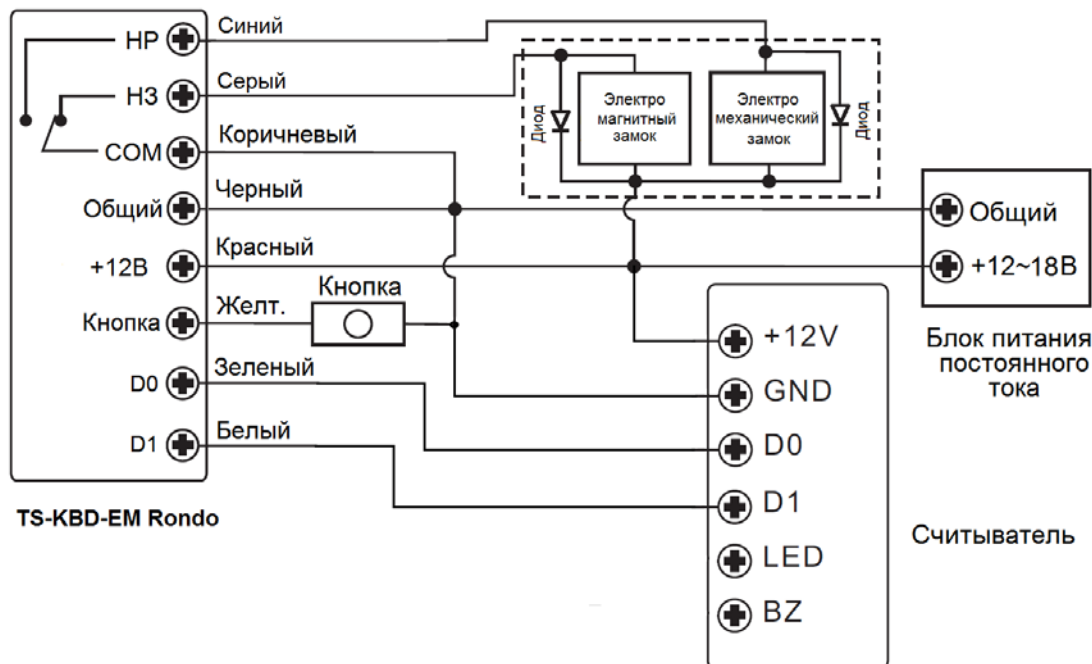 НР
Синий
НЗ
Серый
СОМ
Коричневый
Общий
Черный
+12В
Красный
Кнопка
Желт.
Кнопка
D0
Зеленый
D1
Белый
TS-KBD-EM Rondo
Диод
Электро
магнитный
замок
Электро
механический
замок
Диод
Общий
+12~18В
Блок питания
постоянного
тока
+12V
GND
D0
D1
LED
BZ
Считыватель